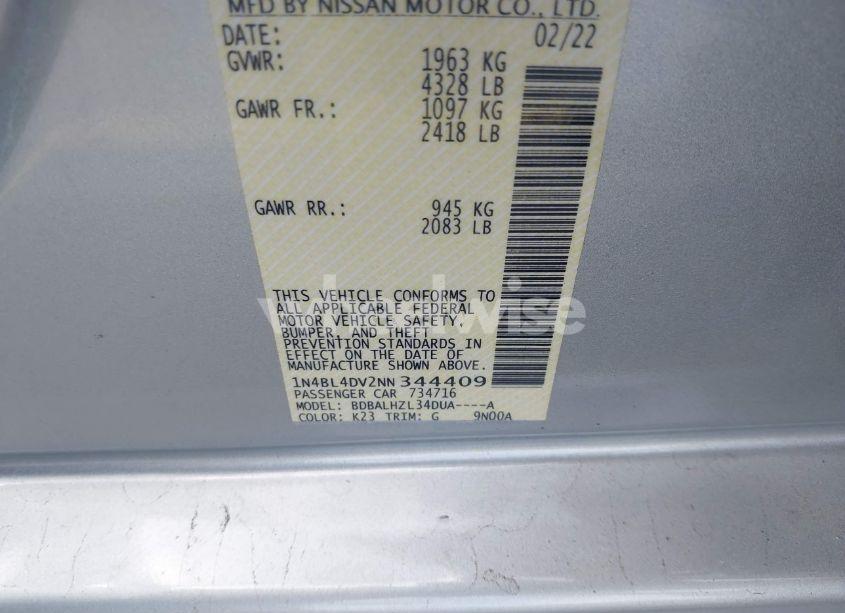 MFD BY NISSAN MOTOR CO., LTD.
DATE: 02/22
GVWR: 1963 KG
4328 LB
GAWR FR.: 1097 KG
2418 LB
GAWR RR.: 945 KG
2083 LB
THIS VEHICLE CONFORMS TO
ALL APPLICABLE FEDERAL
MOTOR VEHICLE SAFETY,
BUMPER, AND THEFT
PREVENTION STANDARDS IN
EFFECT ON THE DATE OF
MANUFACTURE SHOWN ABOVE.
1N4BL4DV2NN344409
PASSENGER CAR 734716
MODEL: BDBALHZL34DUA----A
COLOR: K23 TRIM: G 9N00A